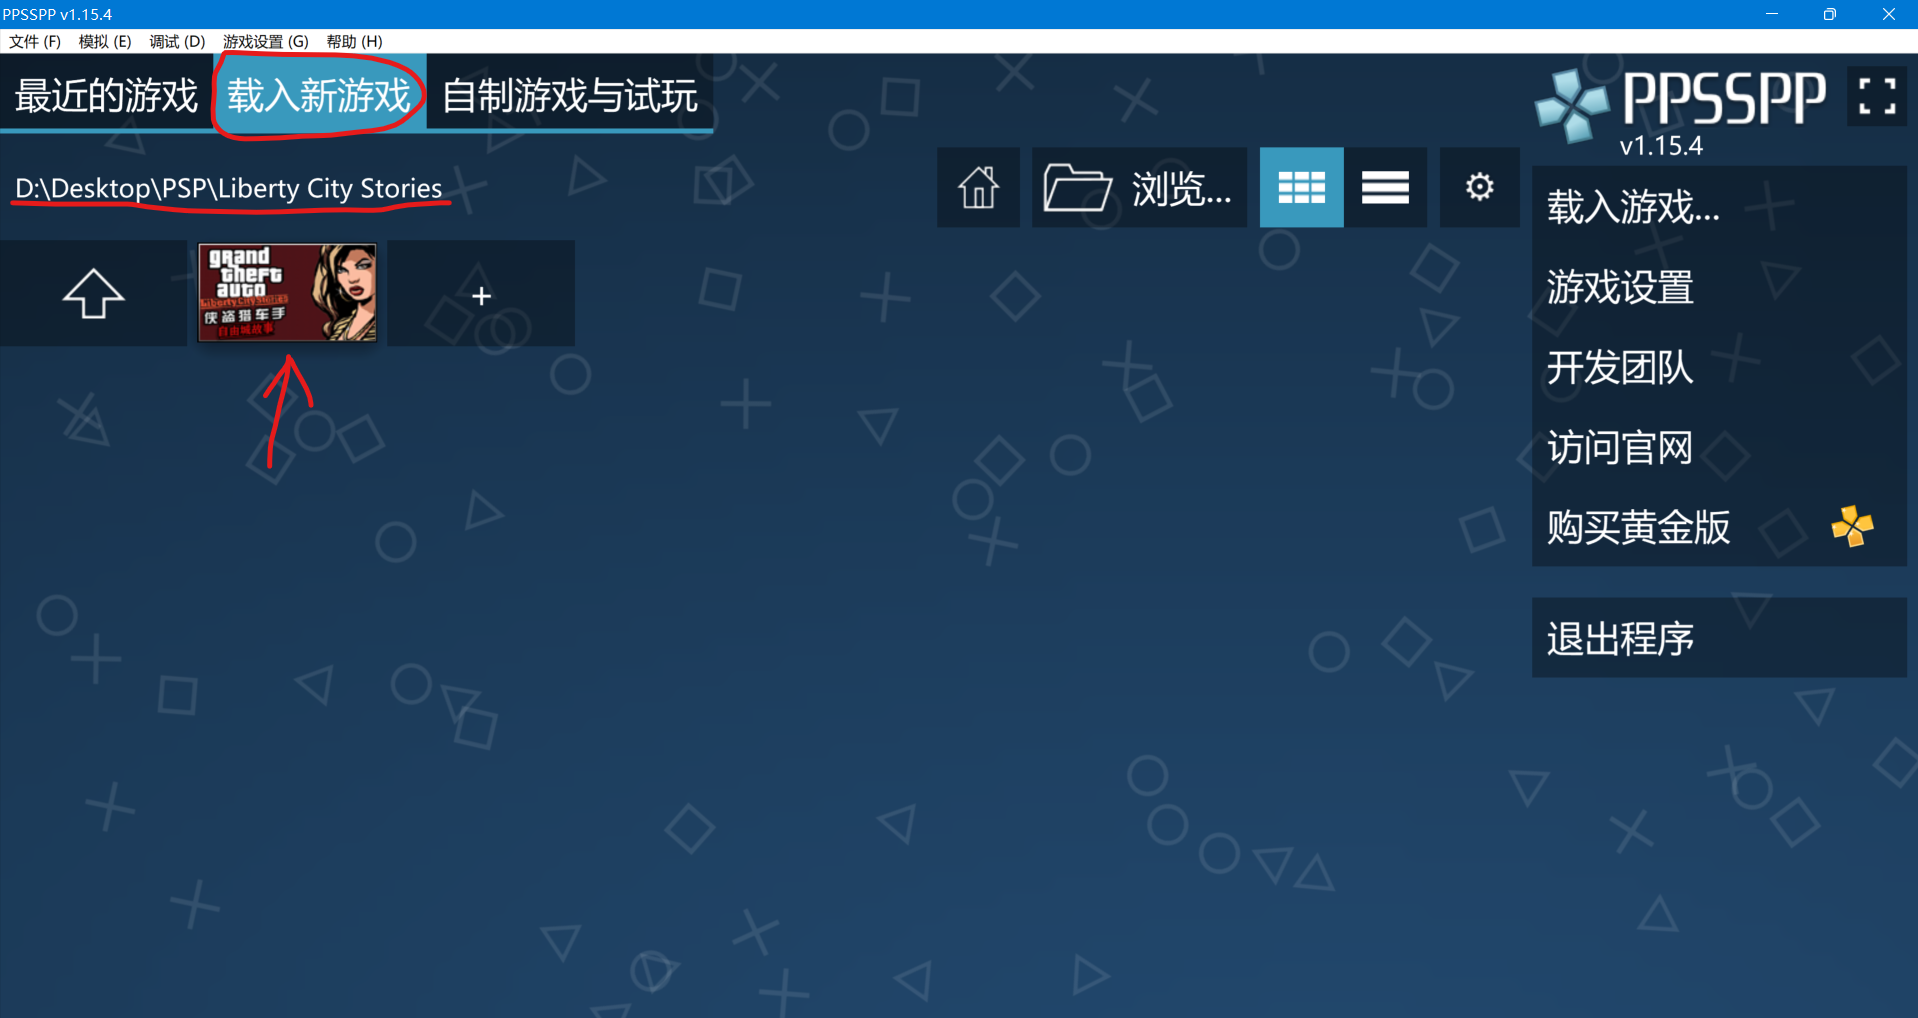 PPSSPP v1.15.4
文件 (F) 模拟 (E) 调试 (D) 游戏设置 (G) 帮助 (H)
最近的游戏 载入新游戏 自制游戏与试玩
PPSSPP
v1.15.4
D:\Desktop\PSP\Liberty City Stories
浏览...
grand
theft
auto
Liberty City Stories
侠盗猎车手
自由城故事
+
载入游戏...
游戏设置
开发团队
访问官网
购买黄金版
退出程序